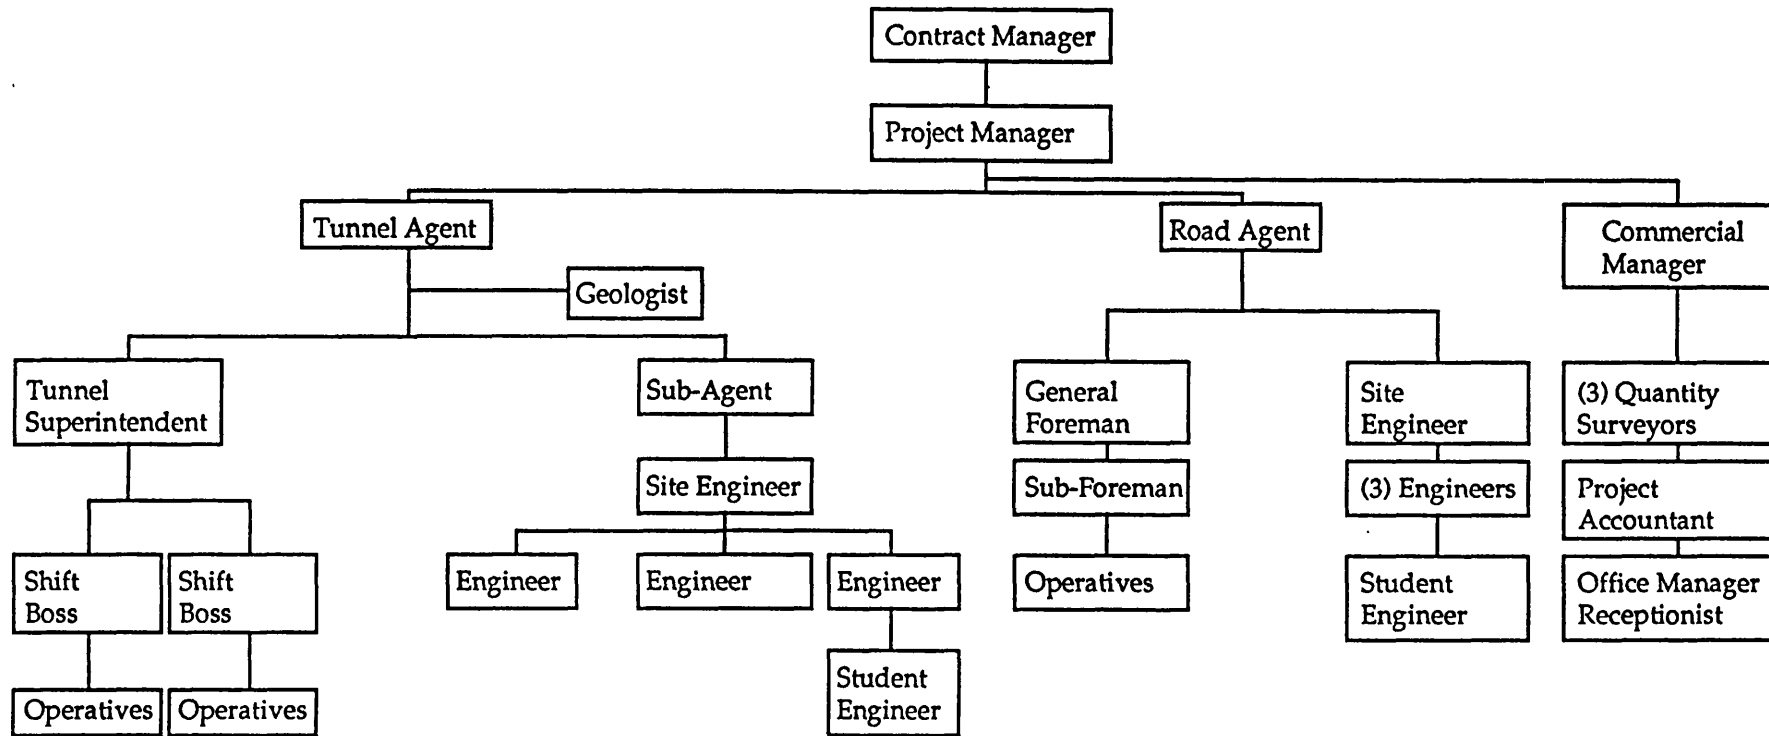 Contract Manager
Project Manager
Tunnel Agent
Road Agent
Commercial
Manager
Geologist
Tunnel
Superintendent
Sub-Agent
General
Foreman
Site
Engineer
(3) Quantity
Surveyors
Site Engineer
Sub-Foreman
(3) Engineers
Project
Accountant
Shift
Boss
Shift
Boss
Engineer
Engineer
Engineer
Operatives
Student
Engineer
Office Manager
Receptionist
Student
Engineer
Operatives
Operatives